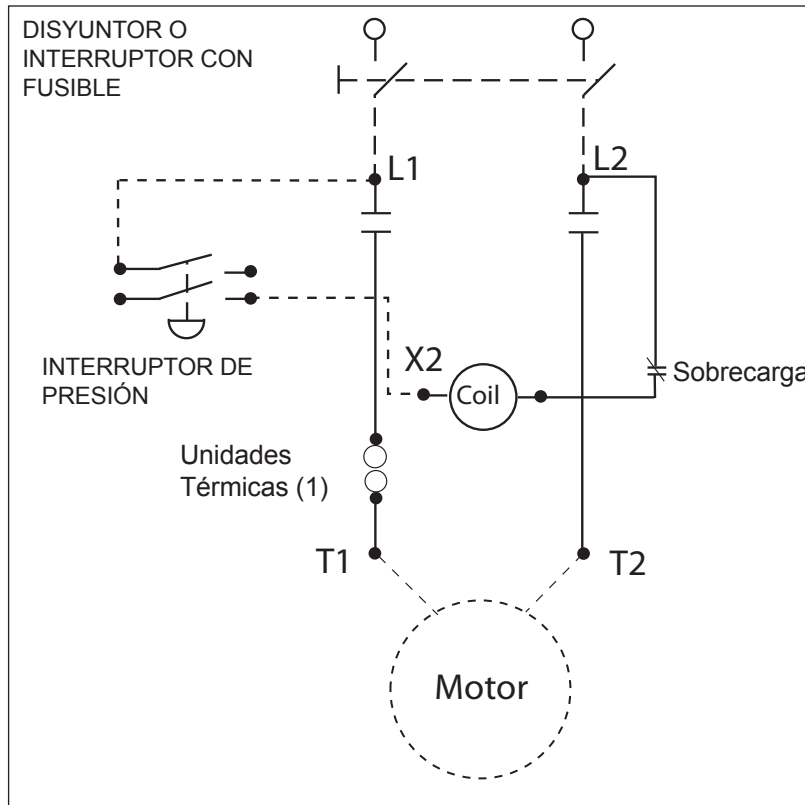 DISYUNTOR O
INTERRUPTOR CON
FUSIBLE
L1
L2
INTERRUPTOR DE
PRESIÓN
X2
Coil
Sobrecarga
Unidades
Térmicas (1)
T1
T2
Motor